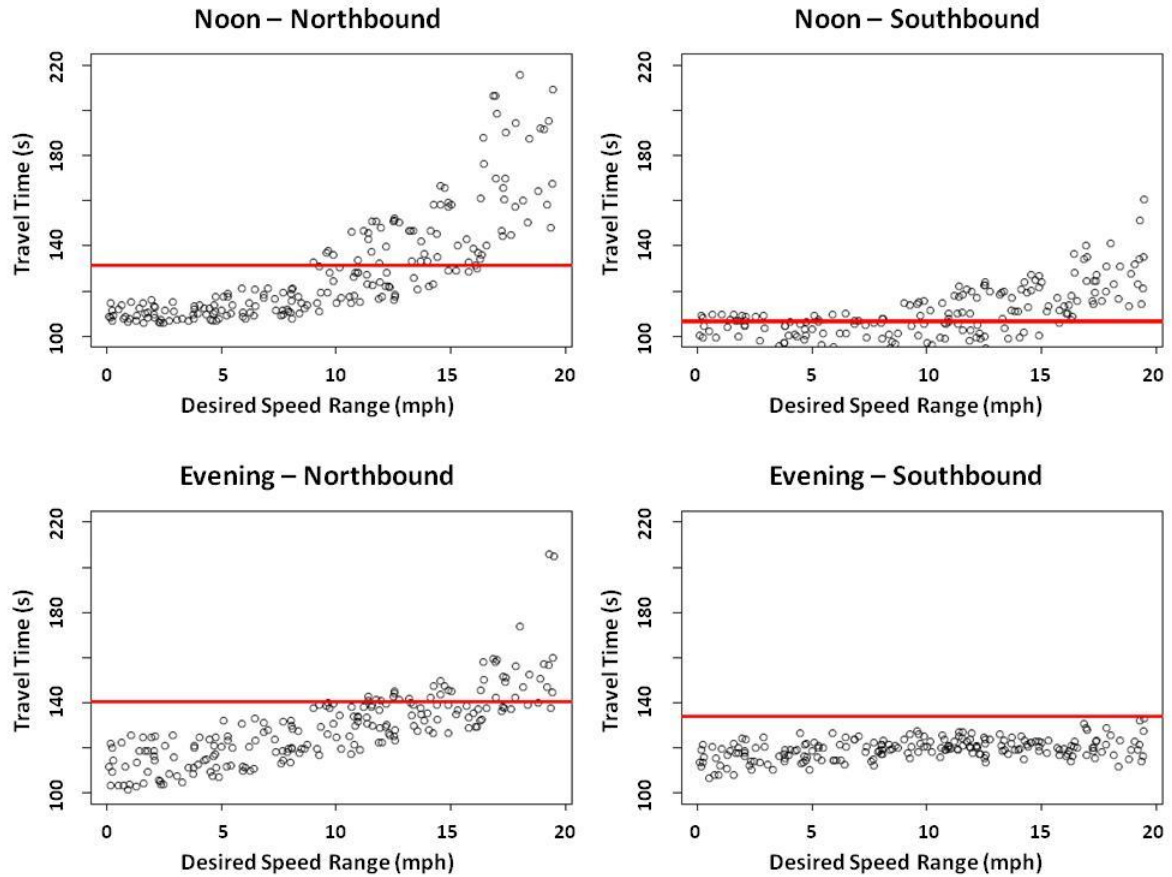 Noon – Northbound
220
180
140
100
Travel Time (s)
0 5 10 15 20
Desired Speed Range (mph)
Noon – Southbound
220
180
140
100
Travel Time (s)
0 5 10 15 20
Desired Speed Range (mph)
Evening – Northbound
220
180
140
100
Travel Time (s)
0 5 10 15 20
Desired Speed Range (mph)
Evening – Southbound
220
180
140
100
Travel Time (s)
0 5 10 15 20
Desired Speed Range (mph)